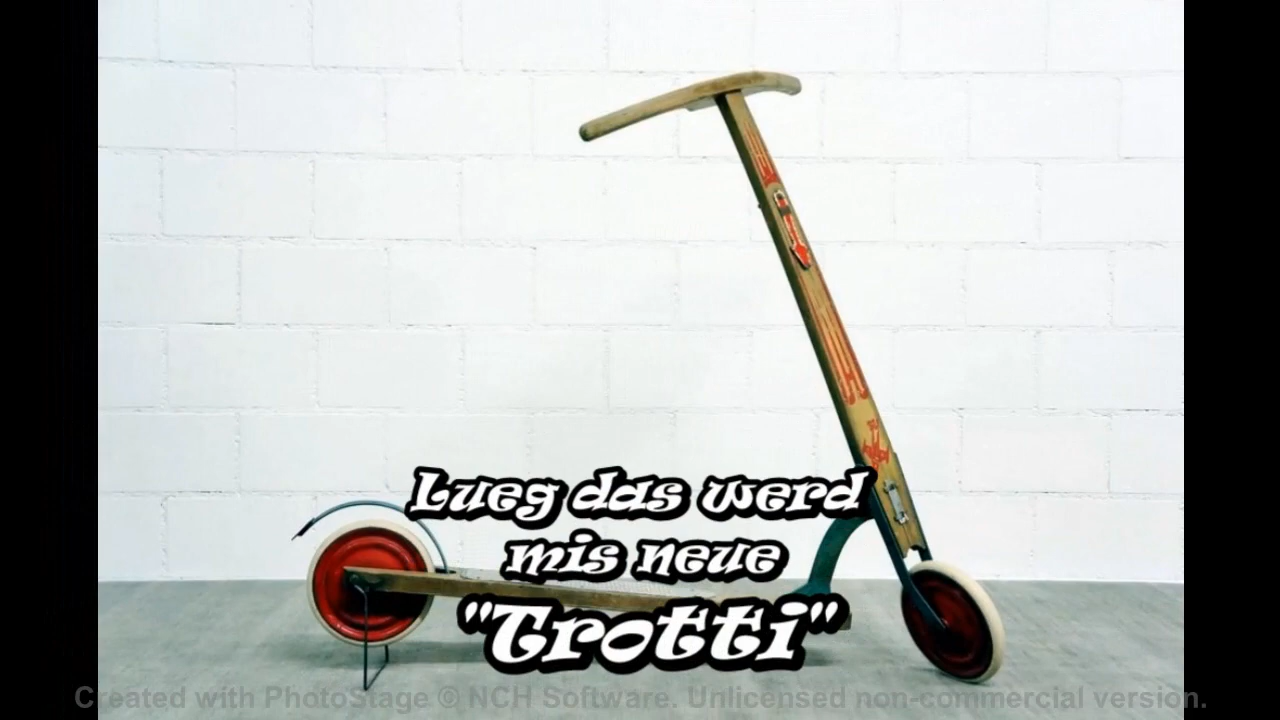 Lueg das werd
mis neue
"Trotti"
Created with PhotoStage © NCH Software. Unlicensed non-commercial version.